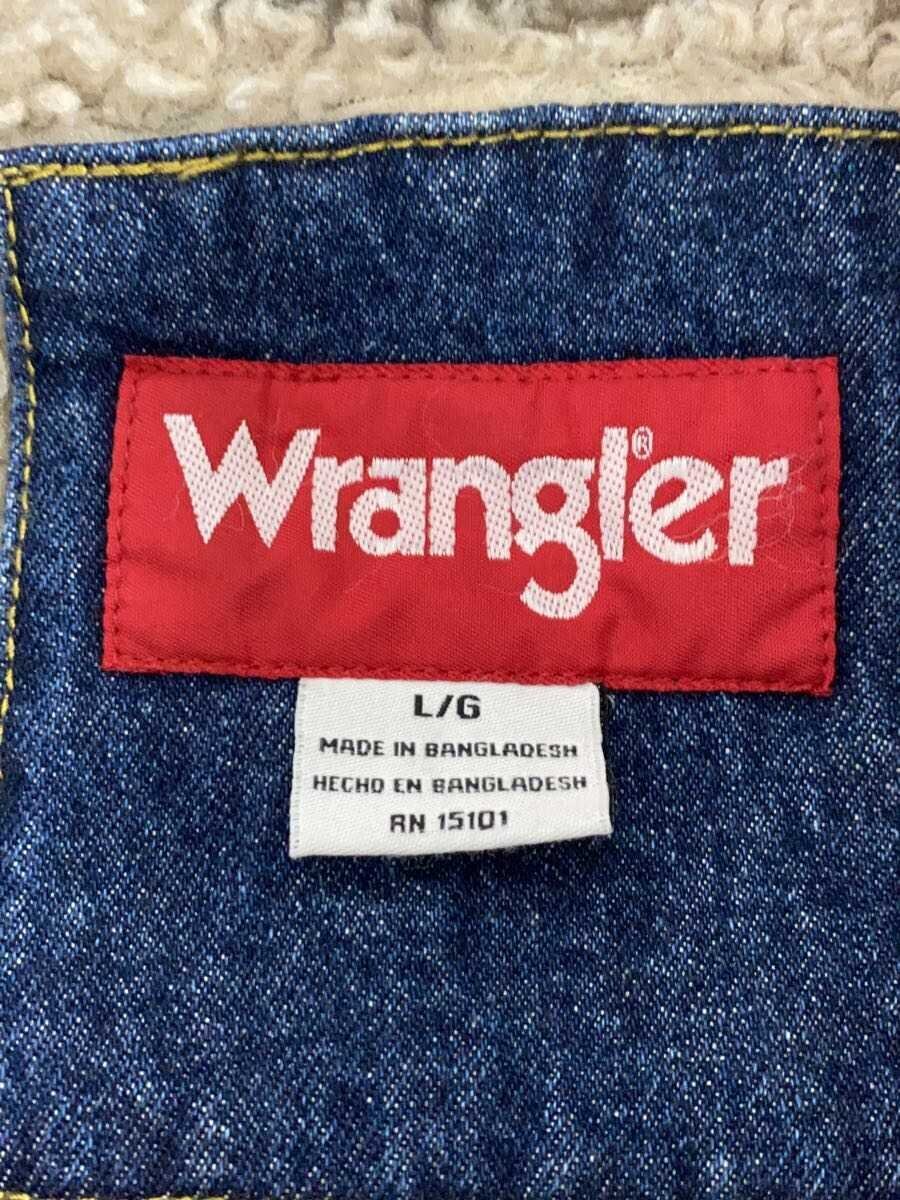 Wrangler®
L/G
MADE IN BANGLADESH
HECHO EN BANGLADESH
RN 15101